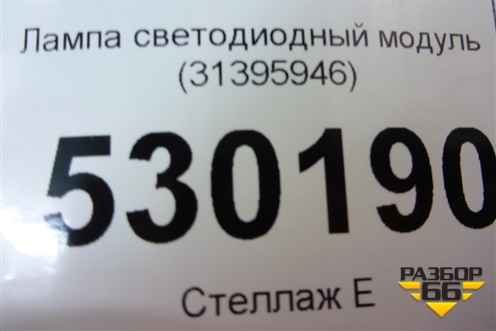 Лампа светодиодный модуль
(31395946)
530190
Стеллаж Е
РАЗБОР
66